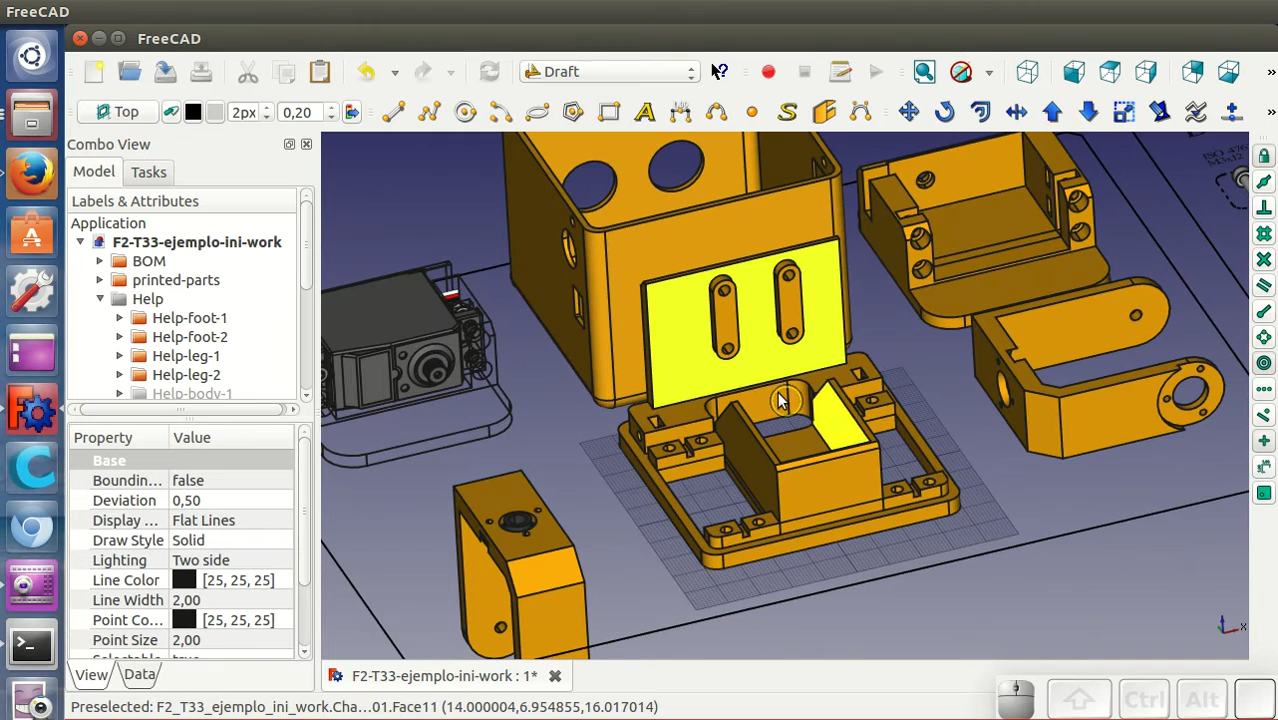 FreeCAD
FreeCAD
Draft
»
Top
2px
0,20
»
Combo View
Model
Tasks
Labels & Attributes
Application
F2-T33-ejemplo-ini-work
BOM
printed-parts
Help
Help-foot-1
Help-foot-2
Help-leg-1
Help-leg-2
Help-body-1
Property
Value
Base
Boundin...
false
Deviation
0,50
Display ...
Flat Lines
Draw Style
Solid
Lighting
Two side
Line Color
[25, 25, 25]
Line Width
2,00
Point Co...
[25, 25, 25]
Point Size
2,00
View
Data
F2-T33-ejemplo-ini-work : 1*
X
Preselected: F2_T33_ejemplo_ini_work.Cha...01.Face11 (14.000004,6.954855,16.017014)
Ctrl
Alt